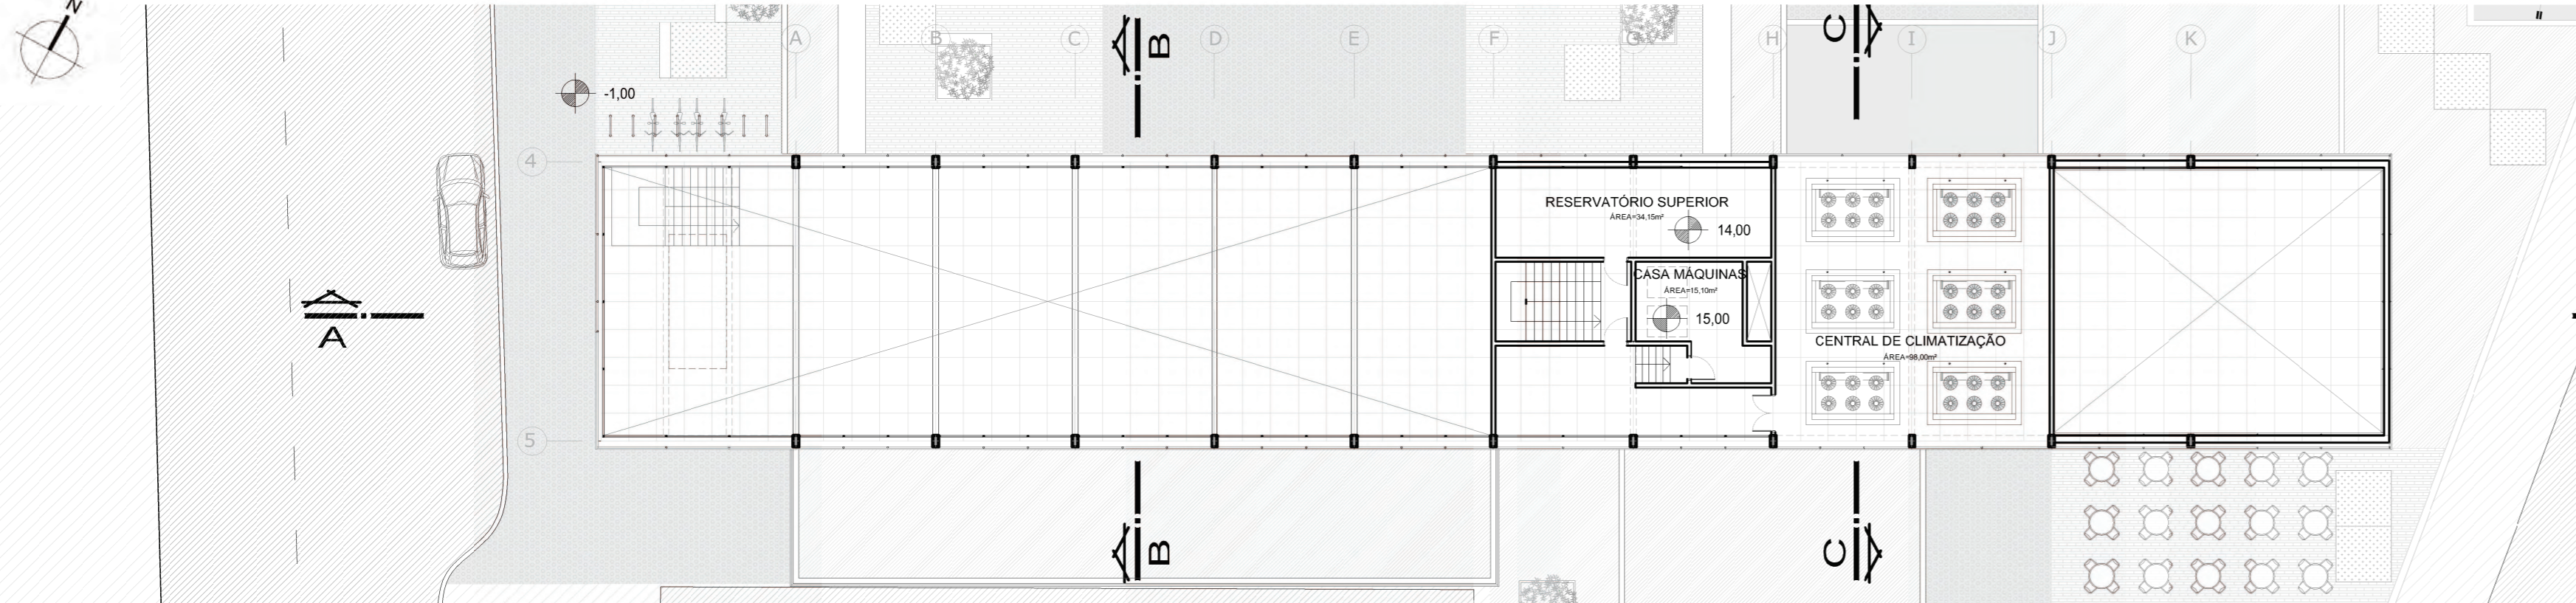 N
A
B
C
D
E
F
G
H
I
J
K
B
C
-1,00
4
RESERVATÓRIO SUPERIOR
ÁREA=34,15m²
14,00
CASA MÁQUINAS
ÁREA=15,10m²
15,00
A
CENTRAL DE CLIMATIZAÇÃO
ÁREA=98,00m²
5
B
C